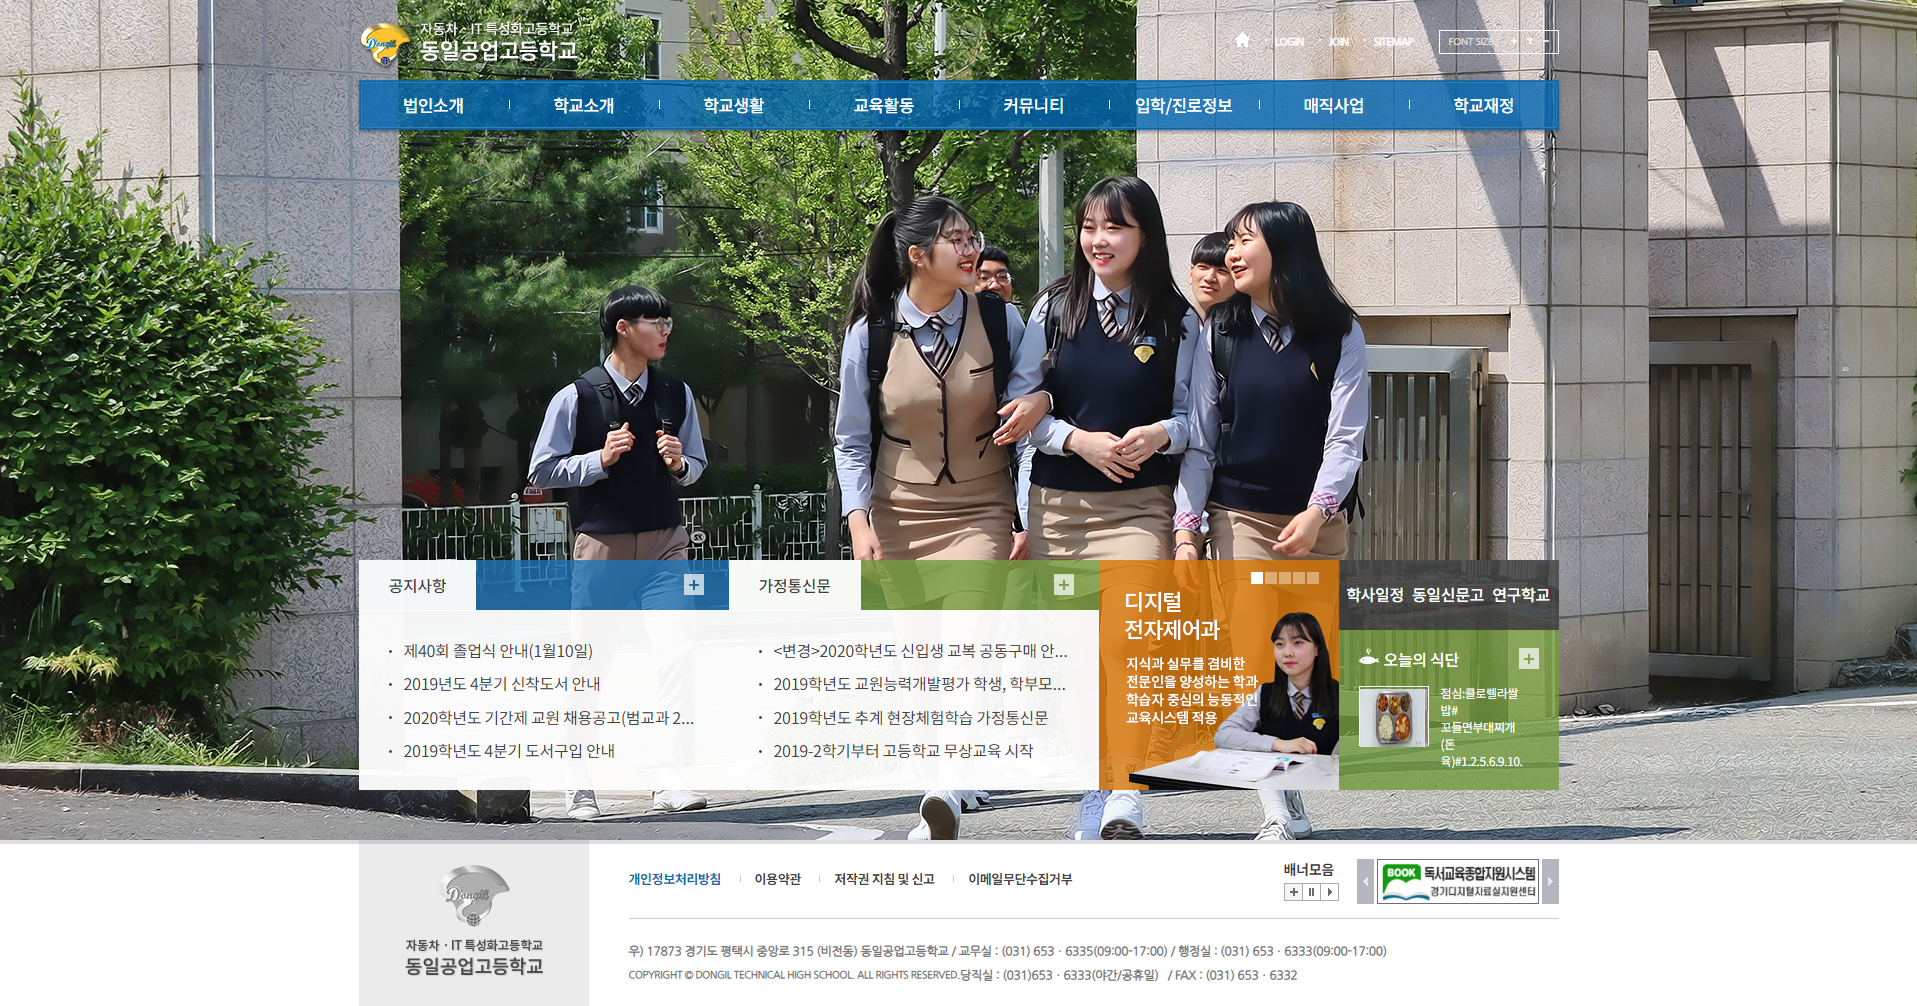 자동차 · IT 특성화고등학교
동일공업고등학교
LOGIN · JOIN · SITEMAP
FONT SIZE + T -
법인소개 학교소개 학교생활 교육활동 커뮤니티 입학/진로정보 매직사업 학교재정
공지사항
제40회 졸업식 안내(1월10일)
2019년도 4분기 신착도서 안내
2020학년도 기간제 교원 채용공고(범교과 2...
2019학년도 4분기 도서구입 안내
가정통신문
<변경>2020학년도 신입생 교복 공동구매 안...
2019학년도 교원능력개발평가 학생, 학부모...
2019학년도 추계 현장체험학습 가정통신문
2019-2학기부터 고등학교 무상교육 시작
디지털
전자제어과
지식과 실무를 겸비한
전문인을 양성하는 학과
학습자 중심의 능동적인
교육시스템 적용
학사일정 동일신문고 연구학교
오늘의 식단
점심:클로렐라쌀
밥#
꼬들면부대찌개
(돈
육)#1.2.5.6.9.10.
Dongil
자동차 · IT 특성화고등학교
동일공업고등학교
개인정보처리방침 이용약관 저작권 지침 및 신고 이메일무단수집거부
배너모음
BOOK 독서교육종합지원시스템
경기디지털자료실지원센터
우) 17873 경기도 평택시 중앙로 315 (비전동) 동일공업고등학교 / 교무실 : (031) 653 · 6335(09:00-17:00) / 행정실 : (031) 653 · 6333(09:00-17:00)
COPYRIGHT © DONGIL TECHNICAL HIGH SCHOOL. ALL RIGHTS RESERVED.당직실 : (031)653 · 6333(야간/공휴일) / FAX : (031) 653 · 6332